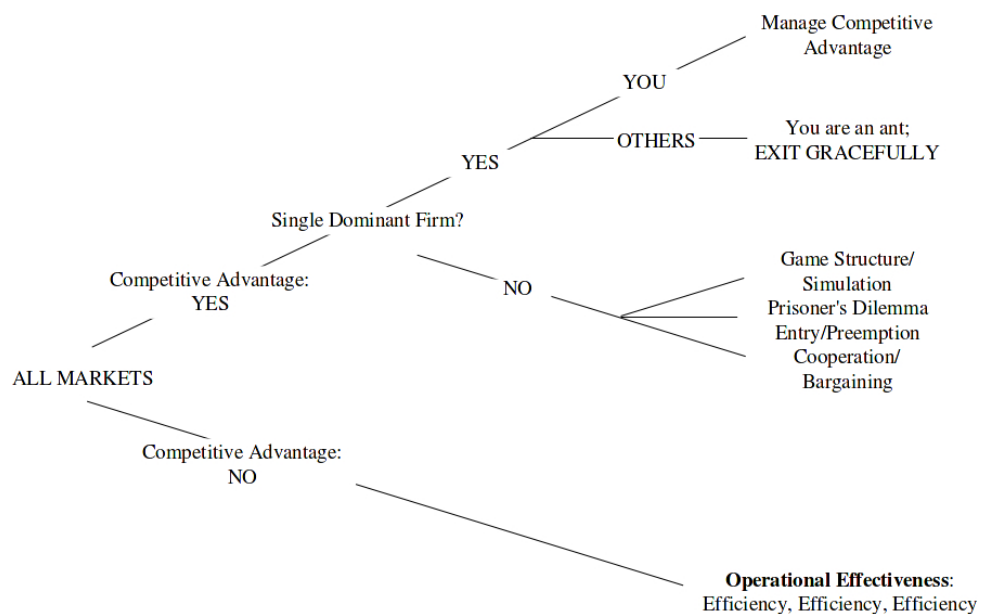 Manage Competitive
Advantage
YOU
OTHERS
You are an ant;
EXIT GRACEFULLY
YES
Single Dominant Firm?
Competitive Advantage:
YES
NO
Game Structure/
Simulation
Prisoner's Dilemma
Entry/Preemption
Cooperation/
Bargaining
ALL MARKETS
Competitive Advantage:
NO
Operational Effectiveness:
Efficiency, Efficiency, Efficiency